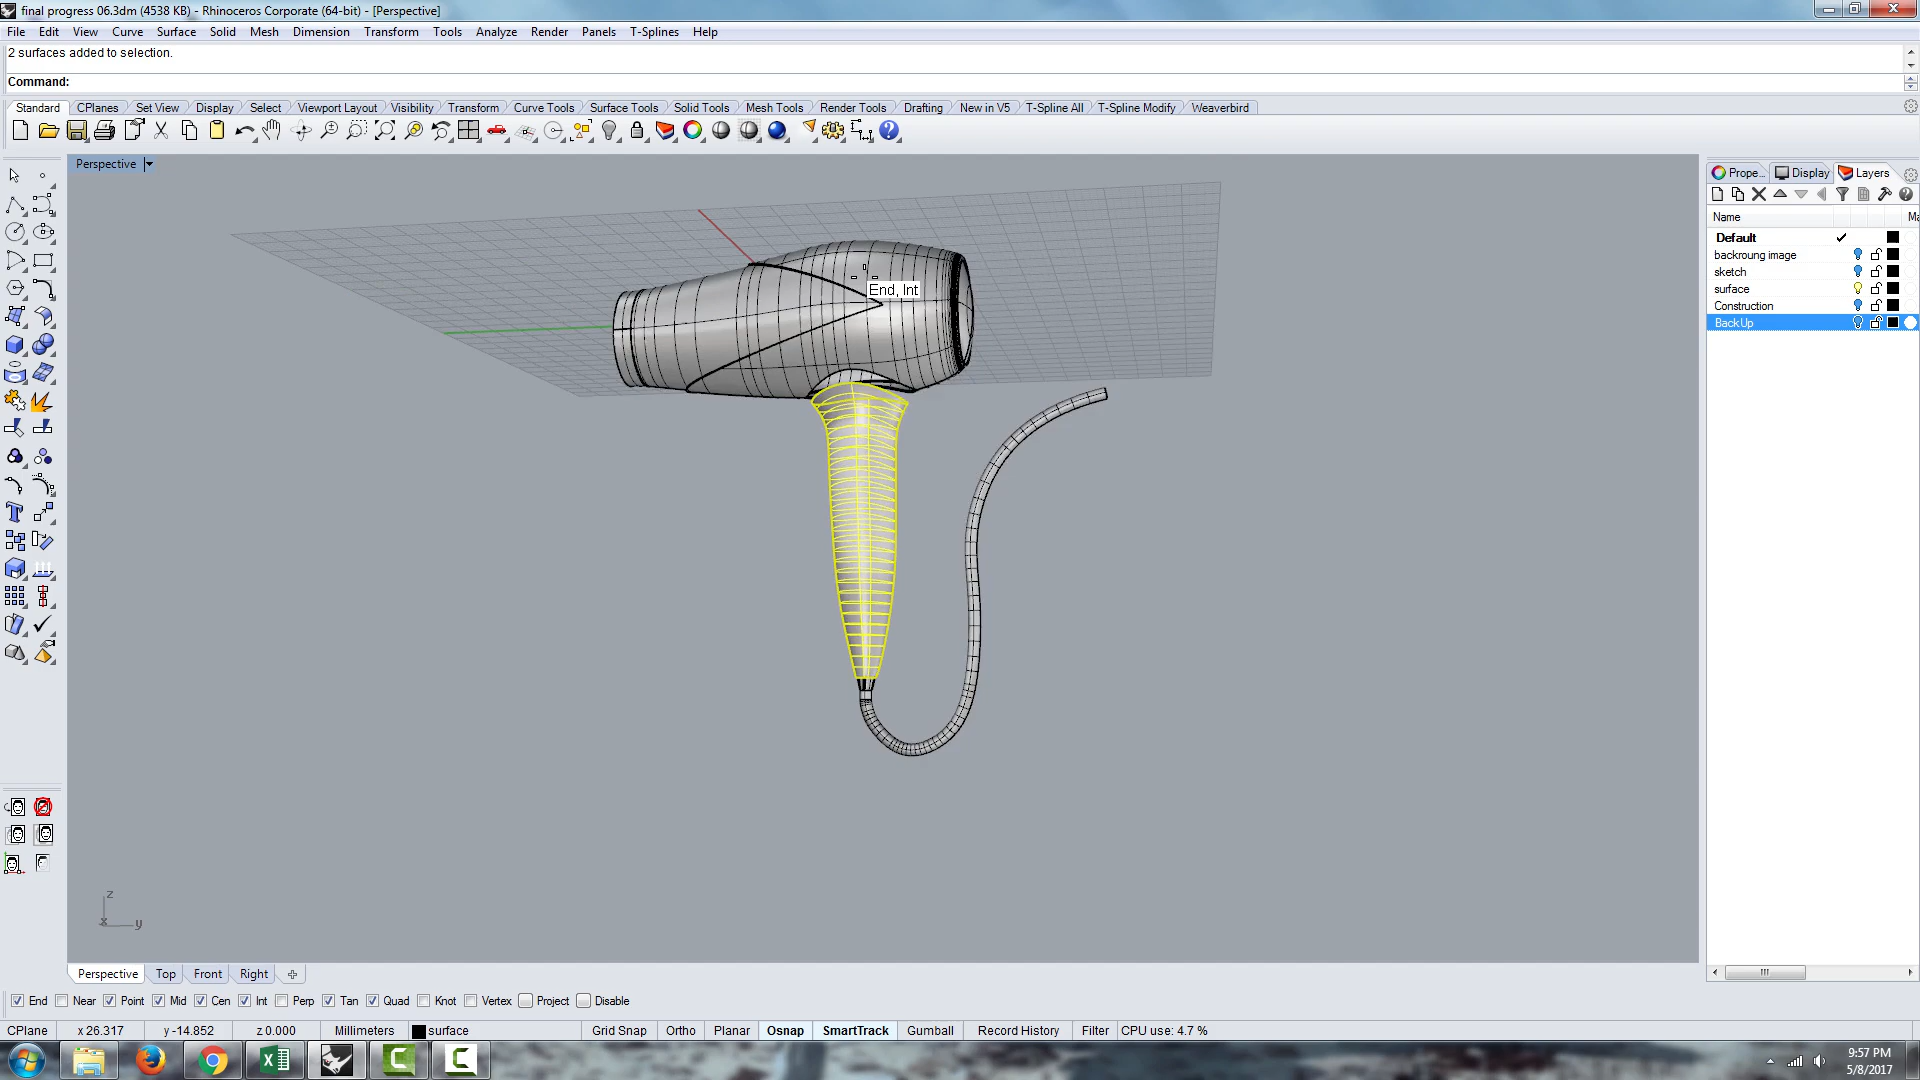 final progress 06.3dm (4538 KB) - Rhinoceros Corporate (64-bit) - [Perspective]
File Edit View Curve Surface Solid Mesh Dimension Transform Tools Analyze Render Panels T-Splines Help
2 surfaces added to selection.
Command:
Standard CPlanes Set View Display Select Viewport Layout Visibility Transform Curve Tools Surface Tools Solid Tools Mesh Tools Render Tools Drafting New in V5 T-Spline All T-Spline Modify Weaverbird
Perspective
Prope... Display Layers
Name Ma
Default
backroung image
sketch
surface
Construction
BackUp
End, Int
z
x y
Perspective Top Front Right
End Near Point Mid Cen Int Perp Tan Quad Knot Vertex Project Disable
CPlane x 26.317 y -14.852 z 0.000 Millimeters surface Grid Snap Ortho Planar Osnap SmartTrack Gumball Record History Filter CPU use: 4.7 %
9:57 PM
5/8/2017